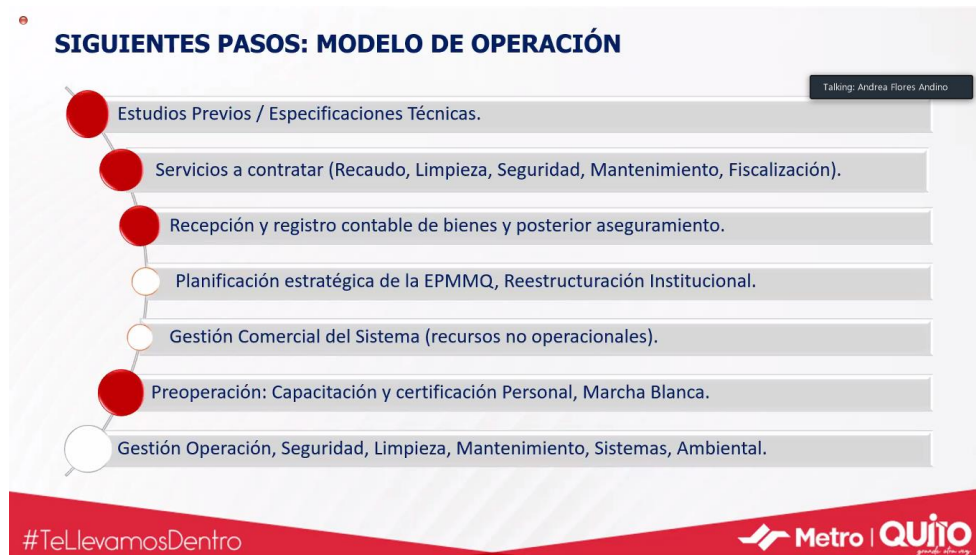 SIGUIENTES PASOS: MODELO DE OPERACIÓN
Talking: Andrea Flores Andino
Estudios Previos / Especificaciones Técnicas.
Servicios a contratar (Recaudo, Limpieza, Seguridad, Mantenimiento, Fiscalización).
Recepción y registro contable de bienes y posterior aseguramiento.
Planificación estratégica de la EPMMQ, Reestructuración Institucional.
Gestión Comercial del Sistema (recursos no operacionales).
Preoperación: Capacitación y certificación Personal, Marcha Blanca.
Gestión Operación, Seguridad, Limpieza, Mantenimiento, Sistemas, Ambiental.
#TeLlevamosDentro
Metro | QUITO
grande otra vez